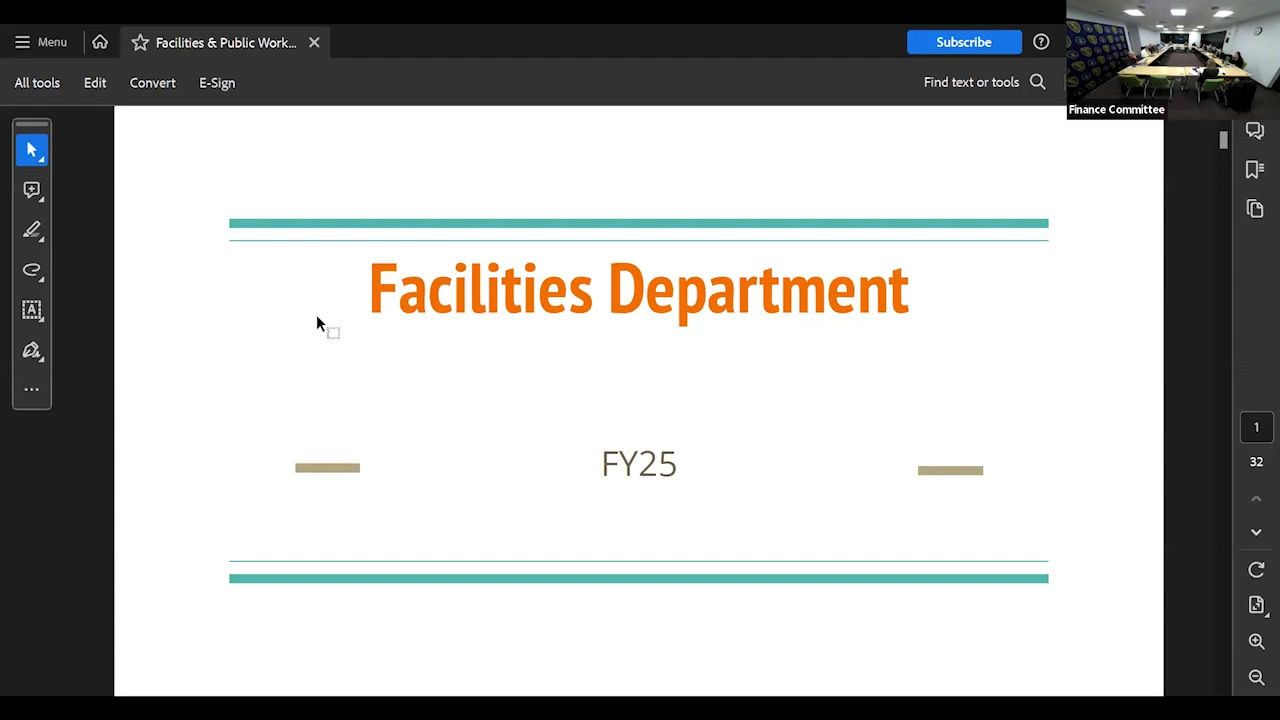 Menu
Facilities & Public Work...
Subscribe
All tools
Edit
Convert
E-Sign
Find text or tools
Finance Committee
Facilities Department
FY25
1
32